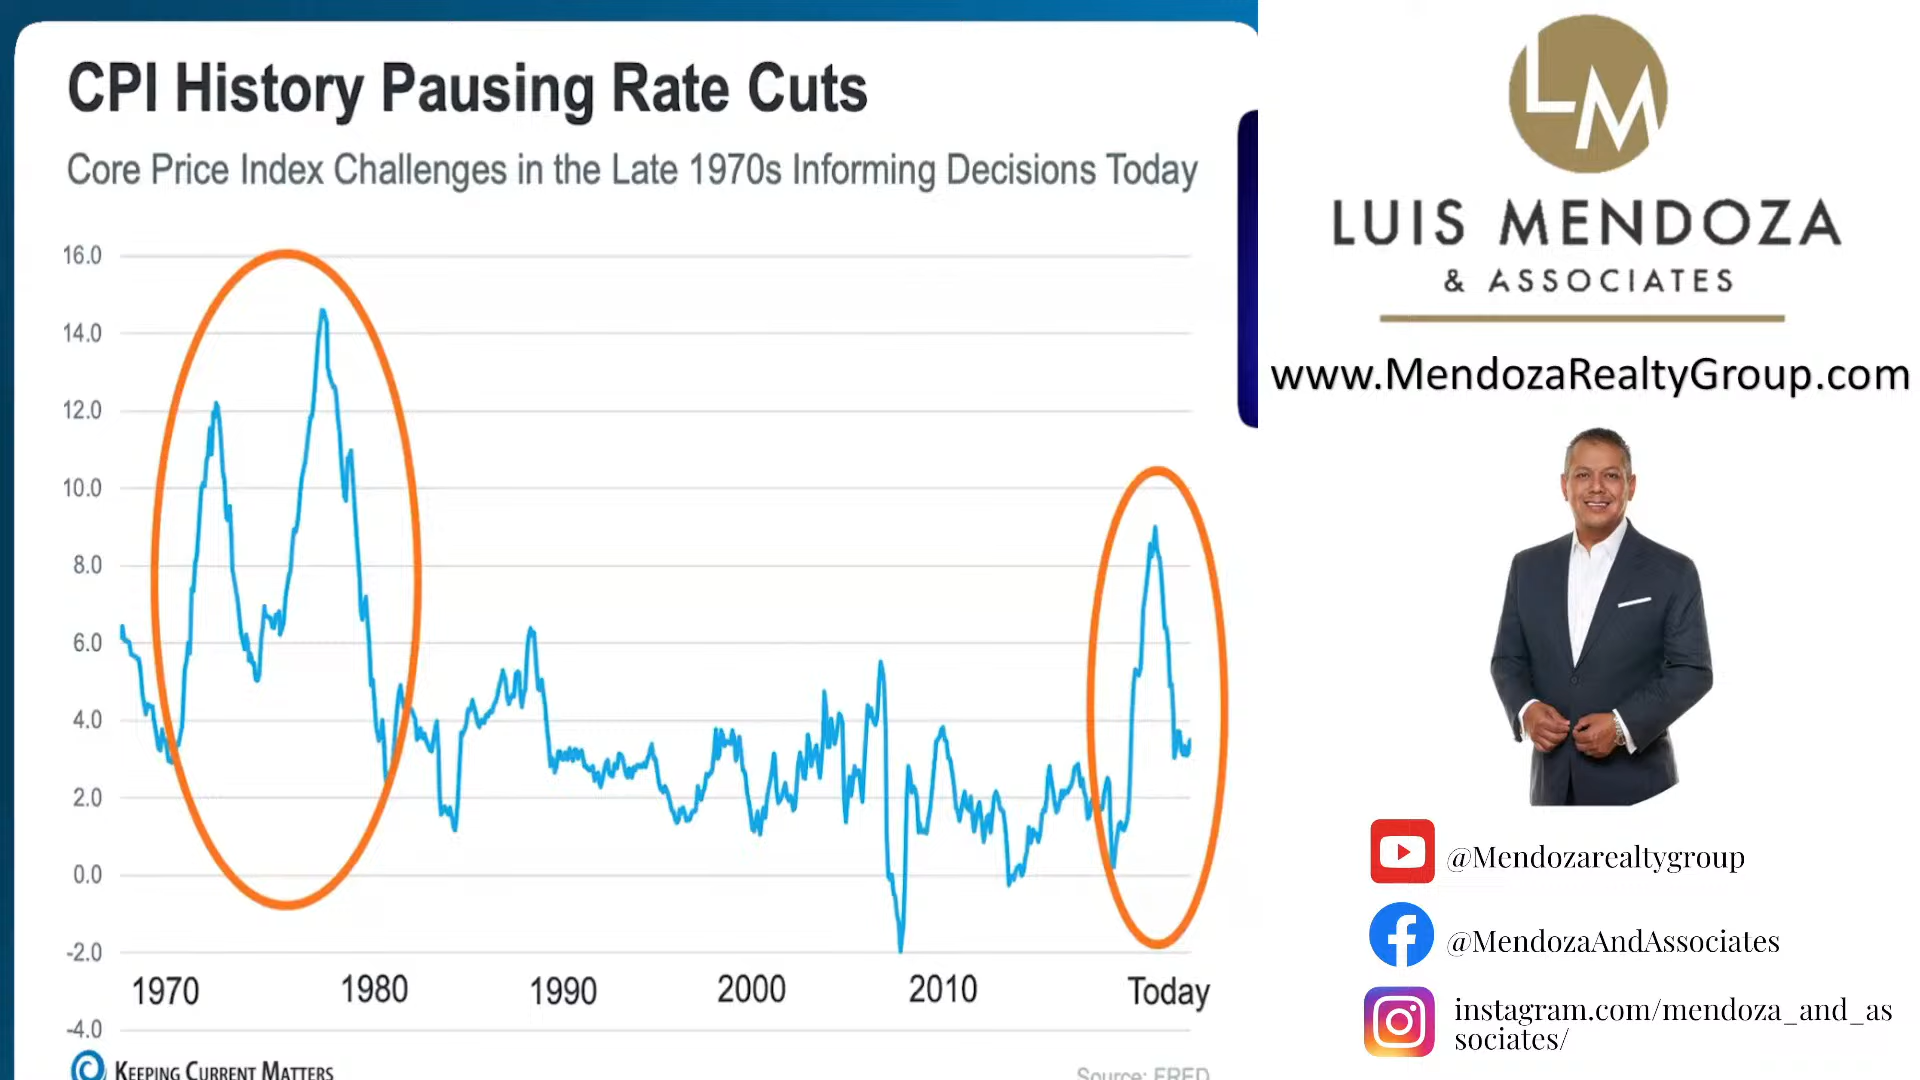 CPI History Pausing Rate Cuts
Core Price Index Challenges in the Late 1970s Informing Decisions Today
16.0
14.0
12.0
10.0
8.0
6.0
4.0
2.0
0.0
-2.0
-4.0
1970 1980 1990 2000 2010 Today
KEEPING CURRENT MATTERS
Source: FRED
LM
LUIS MENDOZA
& ASSOCIATES
www.MendozaRealtyGroup.com
@Mendozarealtygroup
@MendozaAndAssociates
instagram.com/mendoza_and_as
sociates/